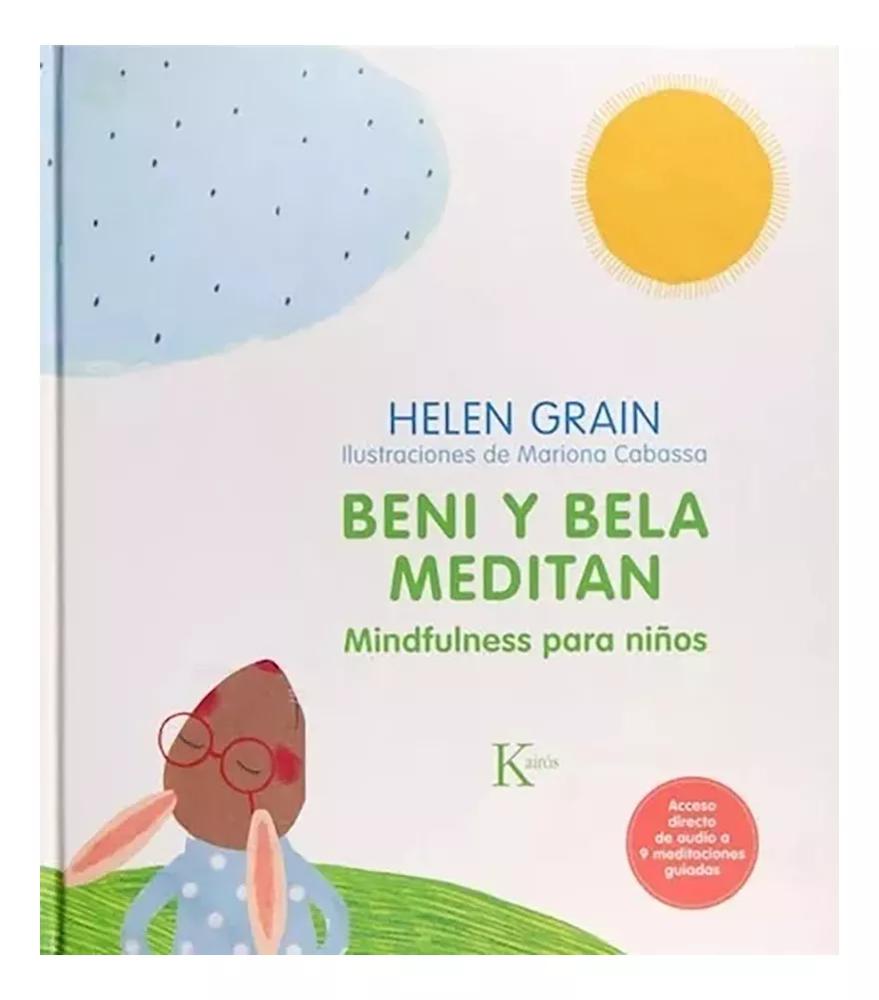 HELEN GRAIN
Ilustraciones de Mariona Cabassa
BENI Y BELA
MEDITAN
Mindfulness para niños
Kairós
Acceso
directo
de audio a
9 meditaciones
guiadas